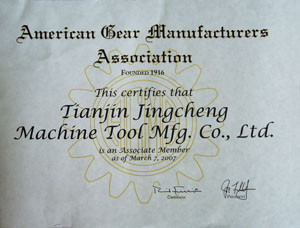 American Gear Manufacturers
Association
FOUNDED 1916
This certifies that
Tianjin Jingcheng
Machine Tool Mfg. Co., Ltd.
is an Associate Member
as of March 7, 2007
President